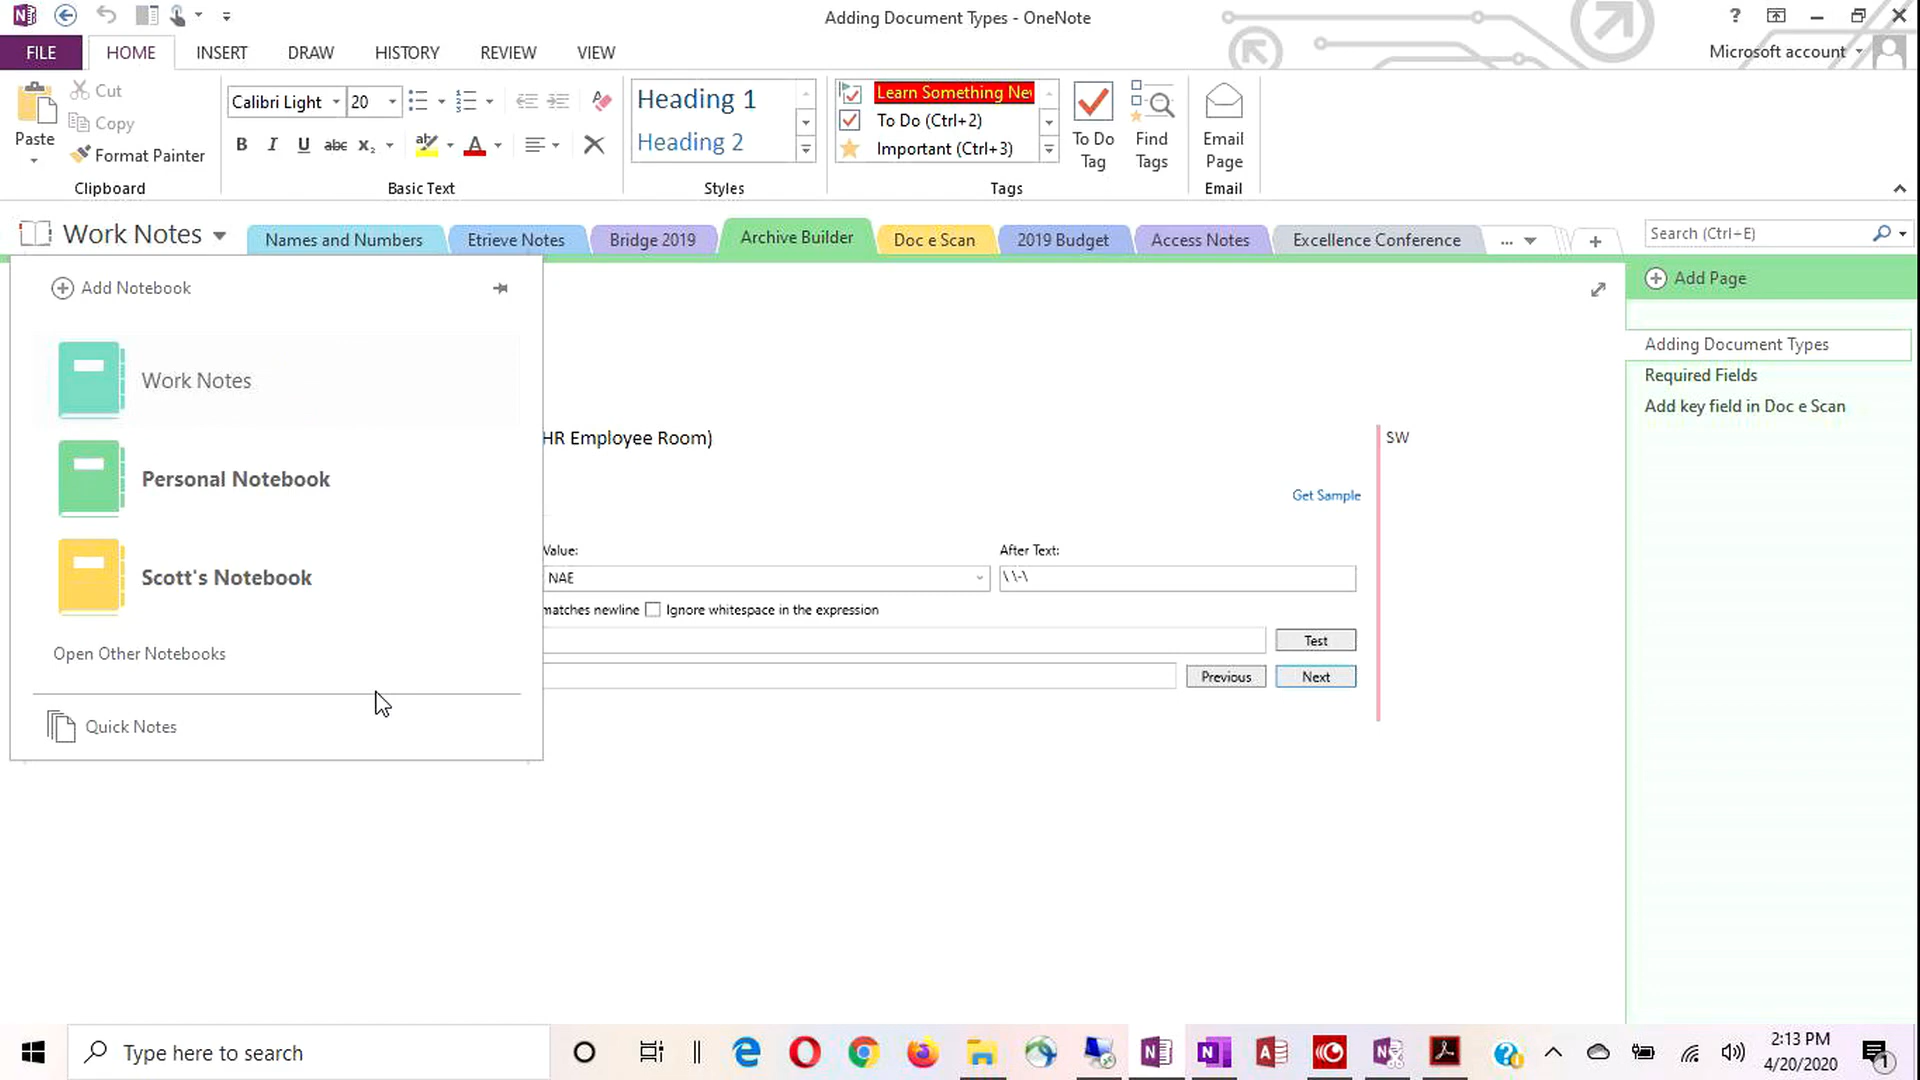 Adding Document Types - OneNote
?
Microsoft account
FILE HOME INSERT DRAW HISTORY REVIEW VIEW
Paste
Cut
Copy
Format Painter
Clipboard
Calibri Light 20
B I U abc x₂ ab A
Basic Text
Heading 1
Heading 2
Styles
Learn Something Ne
To Do (Ctrl+2)
Important (Ctrl+3)
To Do Tag
Find Tags
Tags
Email Page
Email
Work Notes
Names and Numbers
Etrieve Notes
Bridge 2019
Archive Builder
Doc e Scan
2019 Budget
Access Notes
Excellence Conference
...
Search (Ctrl+E)
Add Notebook
Work Notes
Personal Notebook
Scott's Notebook
Open Other Notebooks
Quick Notes
HR Employee Room)
SW
Get Sample
Value:
After Text:
NAE
\ \-\
matches newline Ignore whitespace in the expression
Test
Previous Next
Add Page
Adding Document Types
Required Fields
Add key field in Doc e Scan
Type here to search
2:13 PM
4/20/2020
1